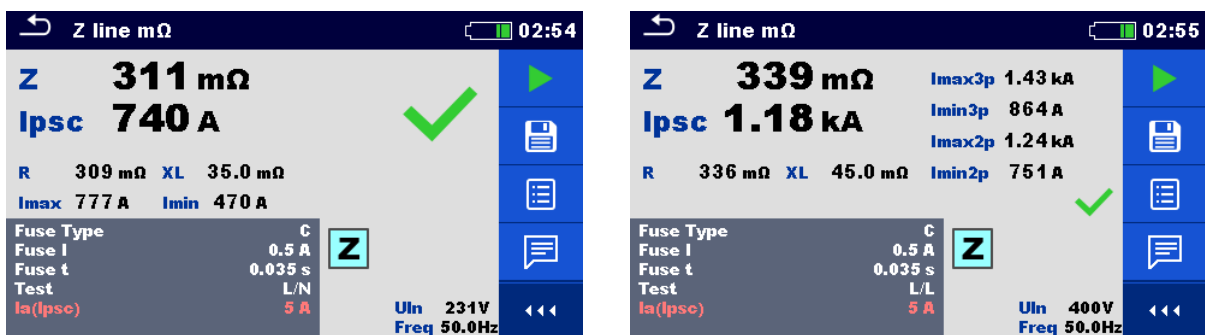 Z line mΩ 02:54
Z 311 mΩ
Ipsc 740 A
R 309 mΩ XL 35.0 mΩ
Imax 777 A Imin 470 A
Fuse Type C
Fuse I 0.5 A
Fuse t 0.035 s
Test L/N
Ia(Ipsc) 5 A
Z
Uln 231V
Freq 50.0Hz
Z line mΩ 02:55
Z 339 mΩ
Ipsc 1.18 kA
Imax3p 1.43 kA
Imin3p 864 A
Imax2p 1.24 kA
Imin2p 751 A
R 336 mΩ XL 45.0 mΩ
Fuse Type C
Fuse I 0.5 A
Fuse t 0.035 s
Test L/L
Ia(Ipsc) 5 A
Z
Uln 400V
Freq 50.0Hz